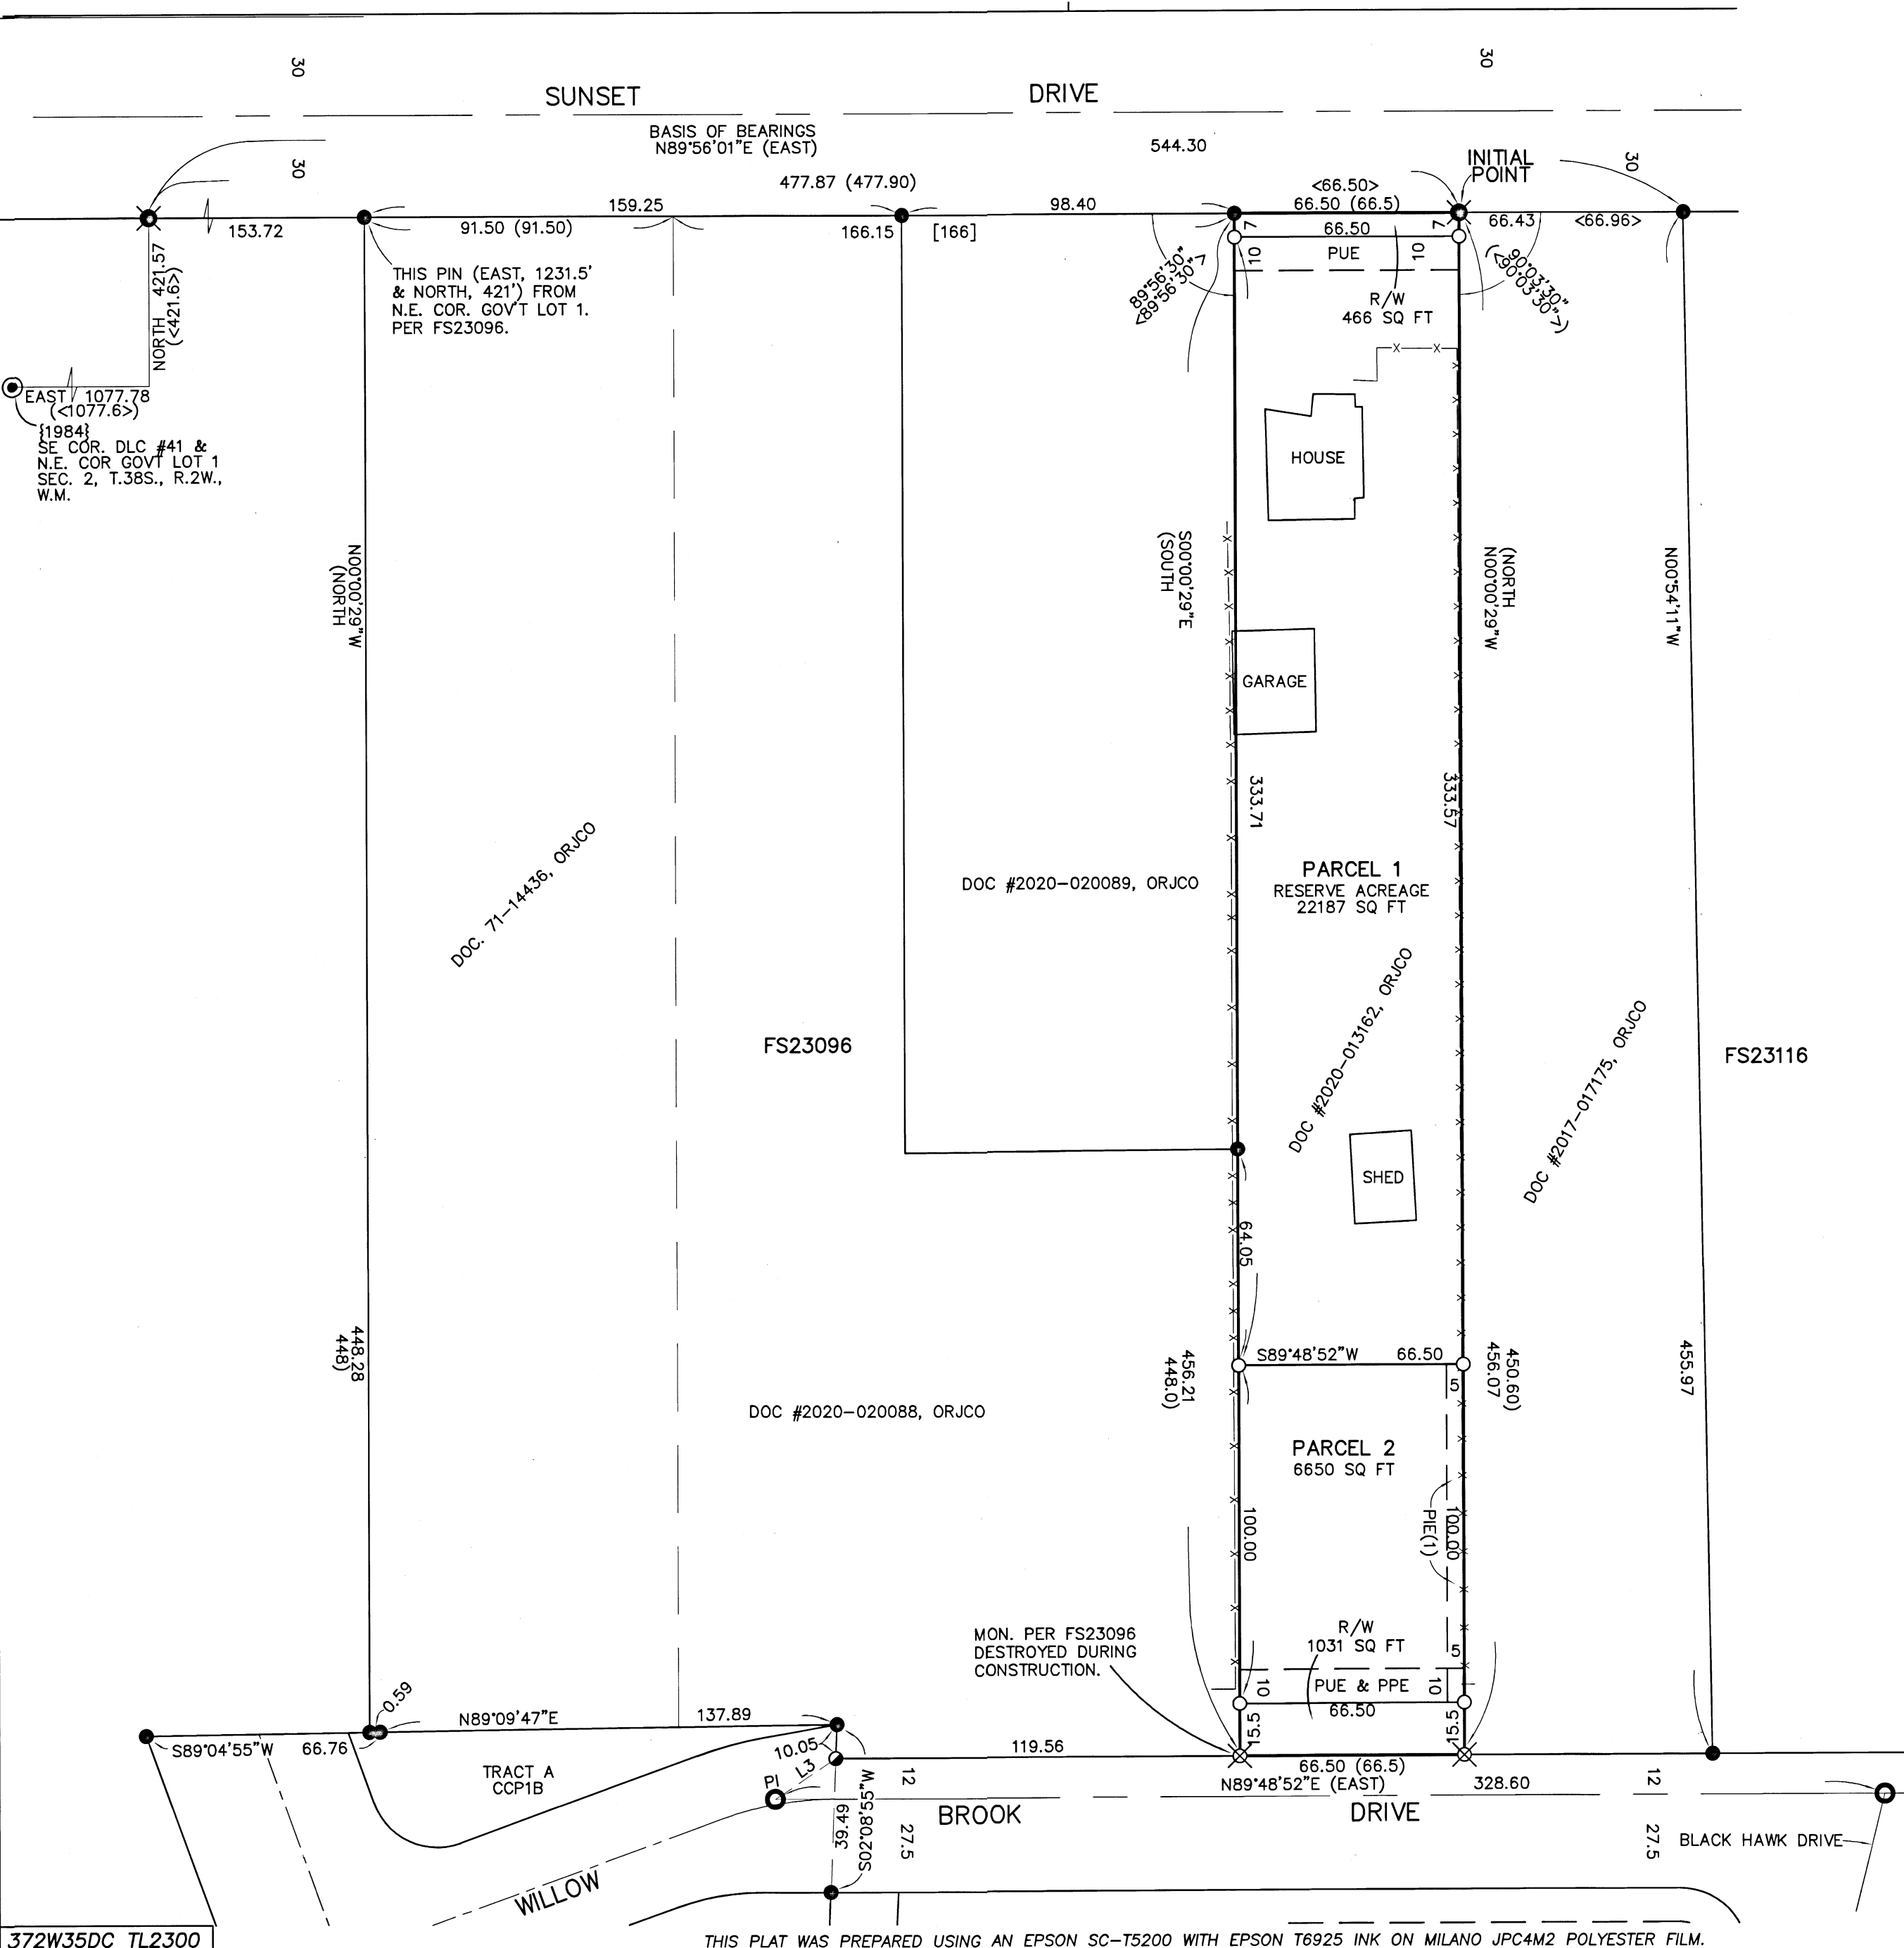 30
30
SUNSET DRIVE
BASIS OF BEARINGS
N89°56'01"E (EAST)
544.30
30
30
INITIAL
POINT
477.87 (477.90)
<66.50>
153.72
91.50 (91.50)
159.25
166.15
[166]
98.40
66.50 (66.5)
66.43
<66.96>
7
66.50
7
10
PUE
10
89°56'30"
<89°56'30">
90°03'30"
(<90°03'30">)
R/W
466 SQ FT
THIS PIN (EAST, 1231.5'
& NORTH, 421') FROM
N.E. COR. GOV'T LOT 1.
PER FS23096.
NORTH 421.57
(<421.6>)
EAST 1077.78
(<1077.6>)
{1984}
SE COR. DLC #41 &
N.E. COR GOVT LOT 1
SEC. 2, T.38S., R.2W.,
W.M.
HOUSE
N00°00'29"W
(NORTH
S00°00'29"E
(SOUTH
(NORTH
N00°00'29"W
N00°54'11"W
GARAGE
333.71
333.57
DOC. 71-14436, ORJCO
DOC #2020-020089, ORJCO
PARCEL 1
RESERVE ACREAGE
22187 SQ FT
DOC #2020-013162, ORJCO
DOC #2017-017175, ORJCO
FS23096
FS23116
SHED
64.05
448.28
448)
456.21
448.0)
S89°48'52"W
66.50
450.60)
456.07
455.97
5
DOC #2020-020088, ORJCO
PARCEL 2
6650 SQ FT
100.00
PIE(1)
100.00
MON. PER FS23096
DESTROYED DURING
CONSTRUCTION.
R/W
1031 SQ FT
5
10
PUE & PPE
10
66.50
0.59
N89°09'47"E
137.89
S89°04'55"W
66.76
10.05
119.56
15.5
15.5
66.50 (66.5)
N89°48'52"E (EAST)
328.60
TRACT A
CCP1B
L3
PI
39.49
S02°08'55"W
12
27.5
12
27.5
WILLOW BROOK DRIVE
BLACK HAWK DRIVE
372W35DC TL2300
THIS PLAT WAS PREPARED USING AN EPSON SC-T5200 WITH EPSON T6925 INK ON MILANO JPC4M2 POLYESTER FILM.